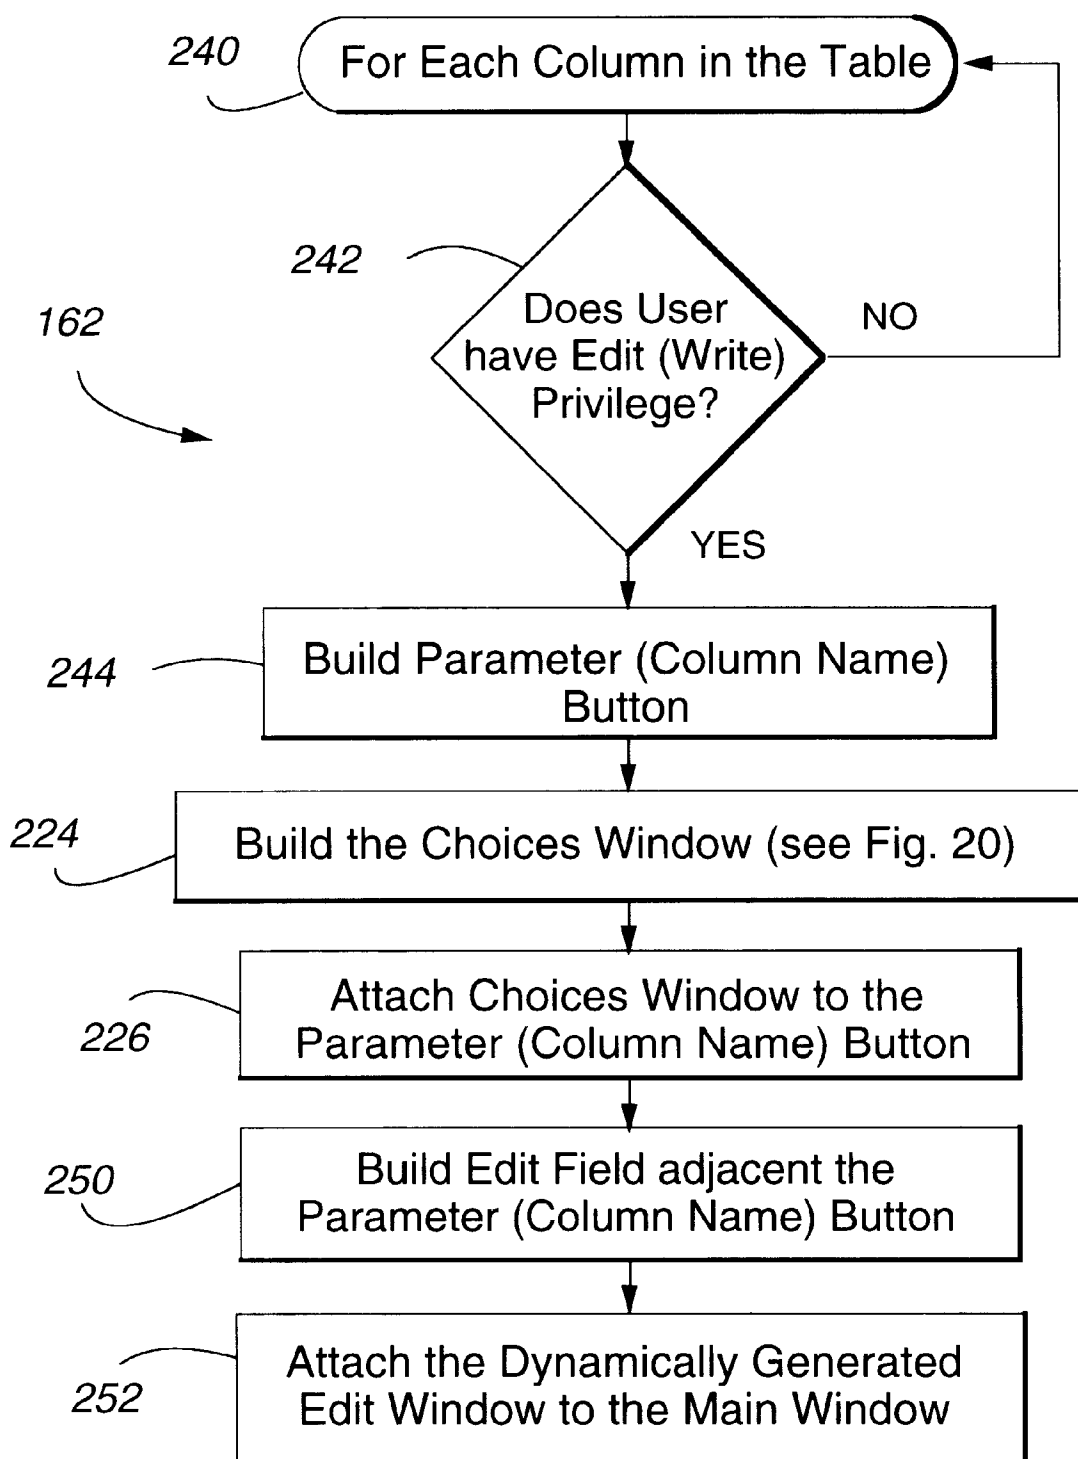 240
For Each Column in the Table
242
Does User
have Edit (Write)
Privilege?
NO
162
YES
244
Build Parameter (Column Name)
Button
224
Build the Choices Window (see Fig. 20)
226
Attach Choices Window to the
Parameter (Column Name) Button
250
Build Edit Field adjacent the
Parameter (Column Name) Button
252
Attach the Dynamically Generated
Edit Window to the Main Window